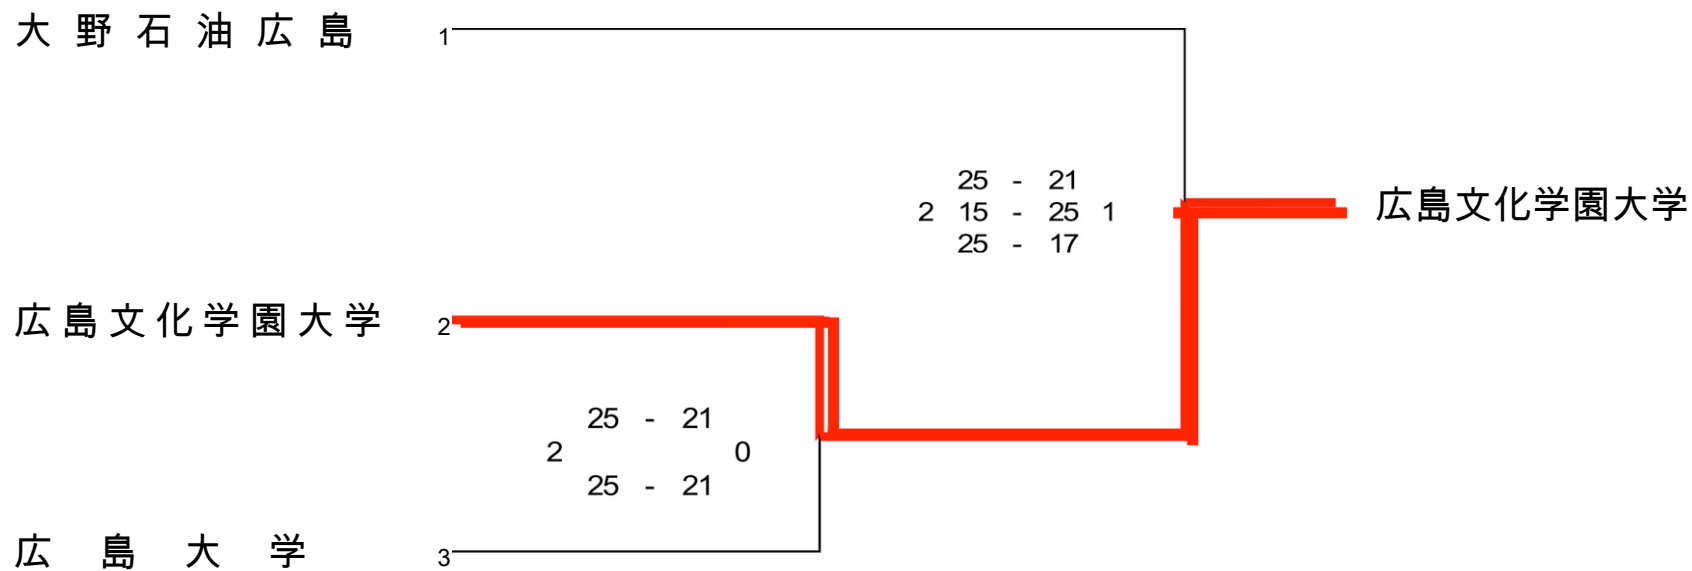 大野石油広島 1
25 - 21
2 15 - 25 1
25 - 17
広島文化学園大学
広島文化学園大学 2
25 - 21
2 0
25 - 21
広島大学 3